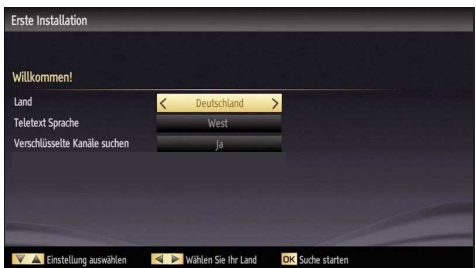 Erste Installation
Willkommen!
Land < Deutschland >
Teletext Sprache West
Verschlüsselte Kanäle suchen Ja
Einstellung auswählen Wählen Sie Ihr Land OK Suche starten